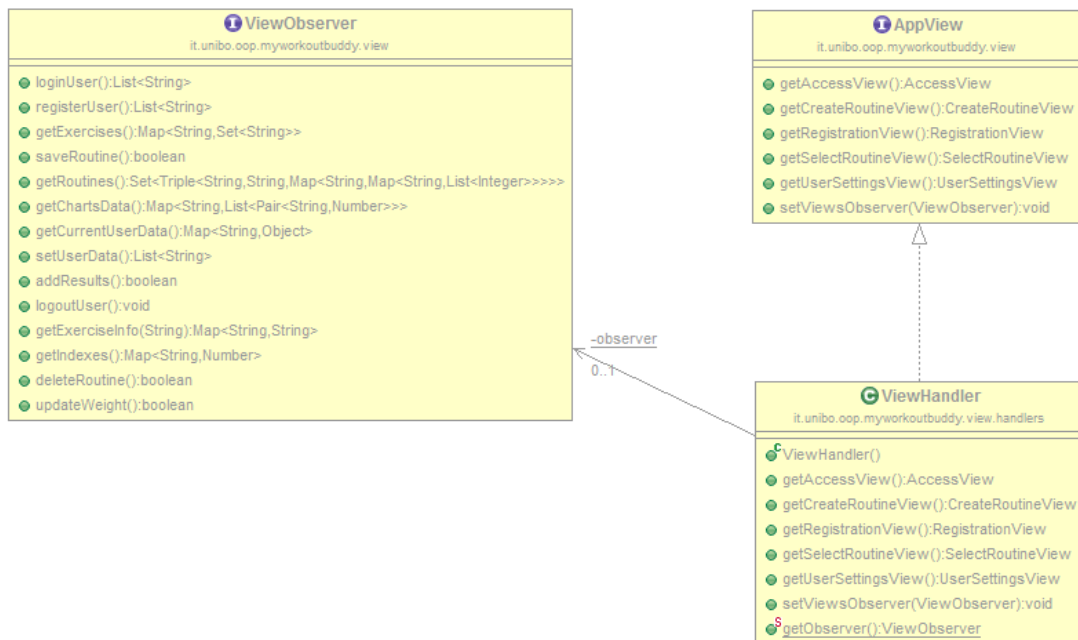 ViewObserver
it.unibo.oop.myworkoutbuddy.view
loginUser():List<String>
registerUser():List<String>
getExercises():Map<String,Set<String>>
saveRoutine():boolean
getRoutines():Set<Triple<String,String,Map<String,Map<String,List<Integer>>>>>
getChartsData():Map<String,List<Pair<String,Number>>>
getCurrentUserData():Map<String,Object>
setUserData():List<String>
addResults():boolean
logoutUser():void
getExerciseInfo(String):Map<String,String>
getIndexes():Map<String,Number>
deleteRoutine():boolean
updateWeight():boolean
AppView
it.unibo.oop.myworkoutbuddy.view
getAccessView():AccessView
getCreateRoutineView():CreateRoutineView
getRegistrationView():RegistrationView
getSelectRoutineView():SelectRoutineView
getUserSettingsView():UserSettingsView
setViewsObserver(ViewObserver):void
-observer
0..1
ViewHandler
it.unibo.oop.myworkoutbuddy.view.handlers
ViewHandler()
getAccessView():AccessView
getCreateRoutineView():CreateRoutineView
getRegistrationView():RegistrationView
getSelectRoutineView():SelectRoutineView
getUserSettingsView():UserSettingsView
setViewsObserver(ViewObserver):void
getObserver():ViewObserver